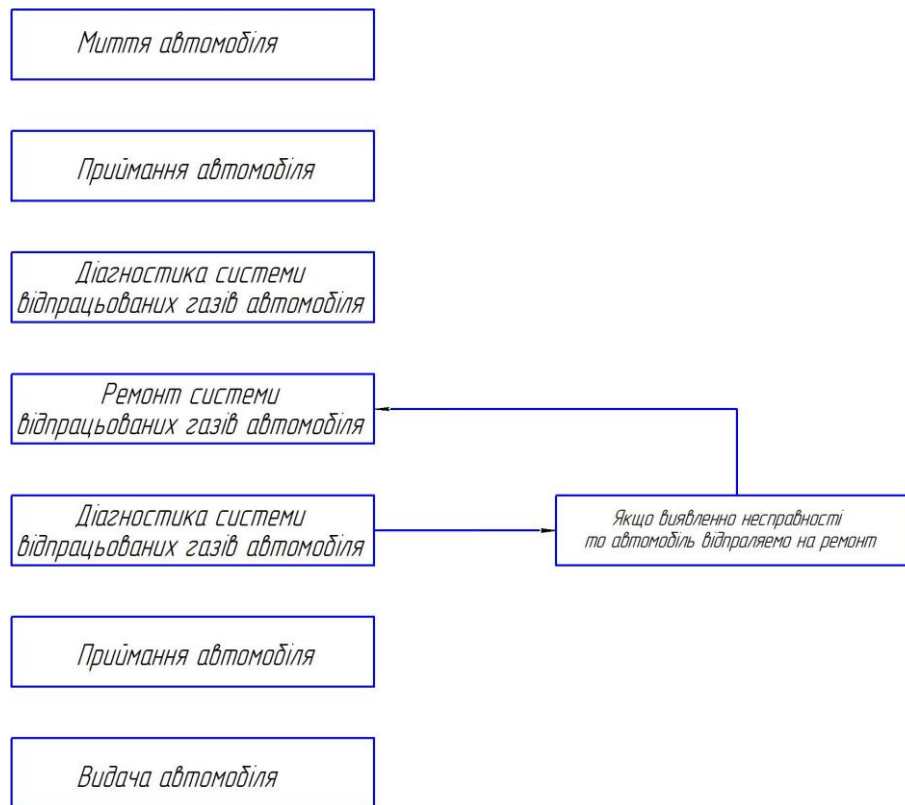 Миття автомобіля
Приймання автомобіля
Діагностика системи
відпрацьованих газів автомобіля
Ремонт системи
відпрацьованих газів автомобіля
Діагностика системи
відпрацьованих газів автомобіля
Якщо виявленно несправності
то автомобіль відпраляемо на ремонт
Приймання автомобіля
Видача автомобіля